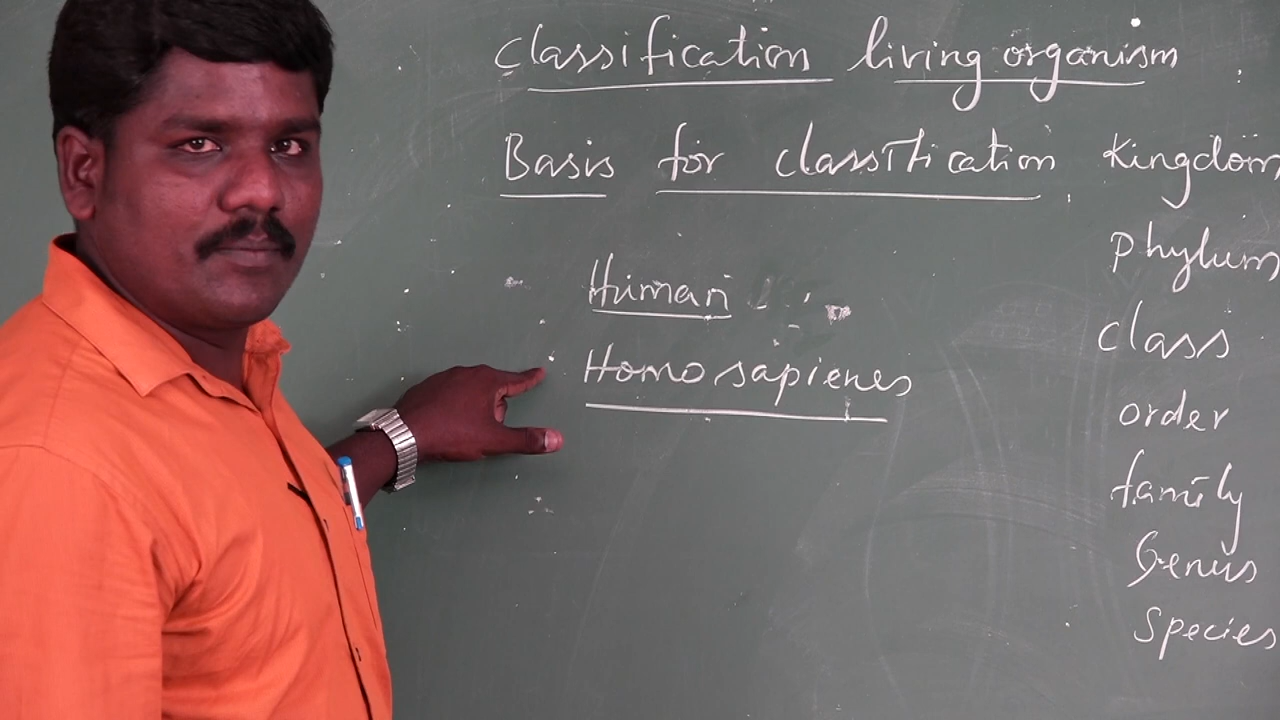 classification living organism
Basis for classification Kingdom
phylum
Human
class
Homo sapienes
order
family
Genus
Species